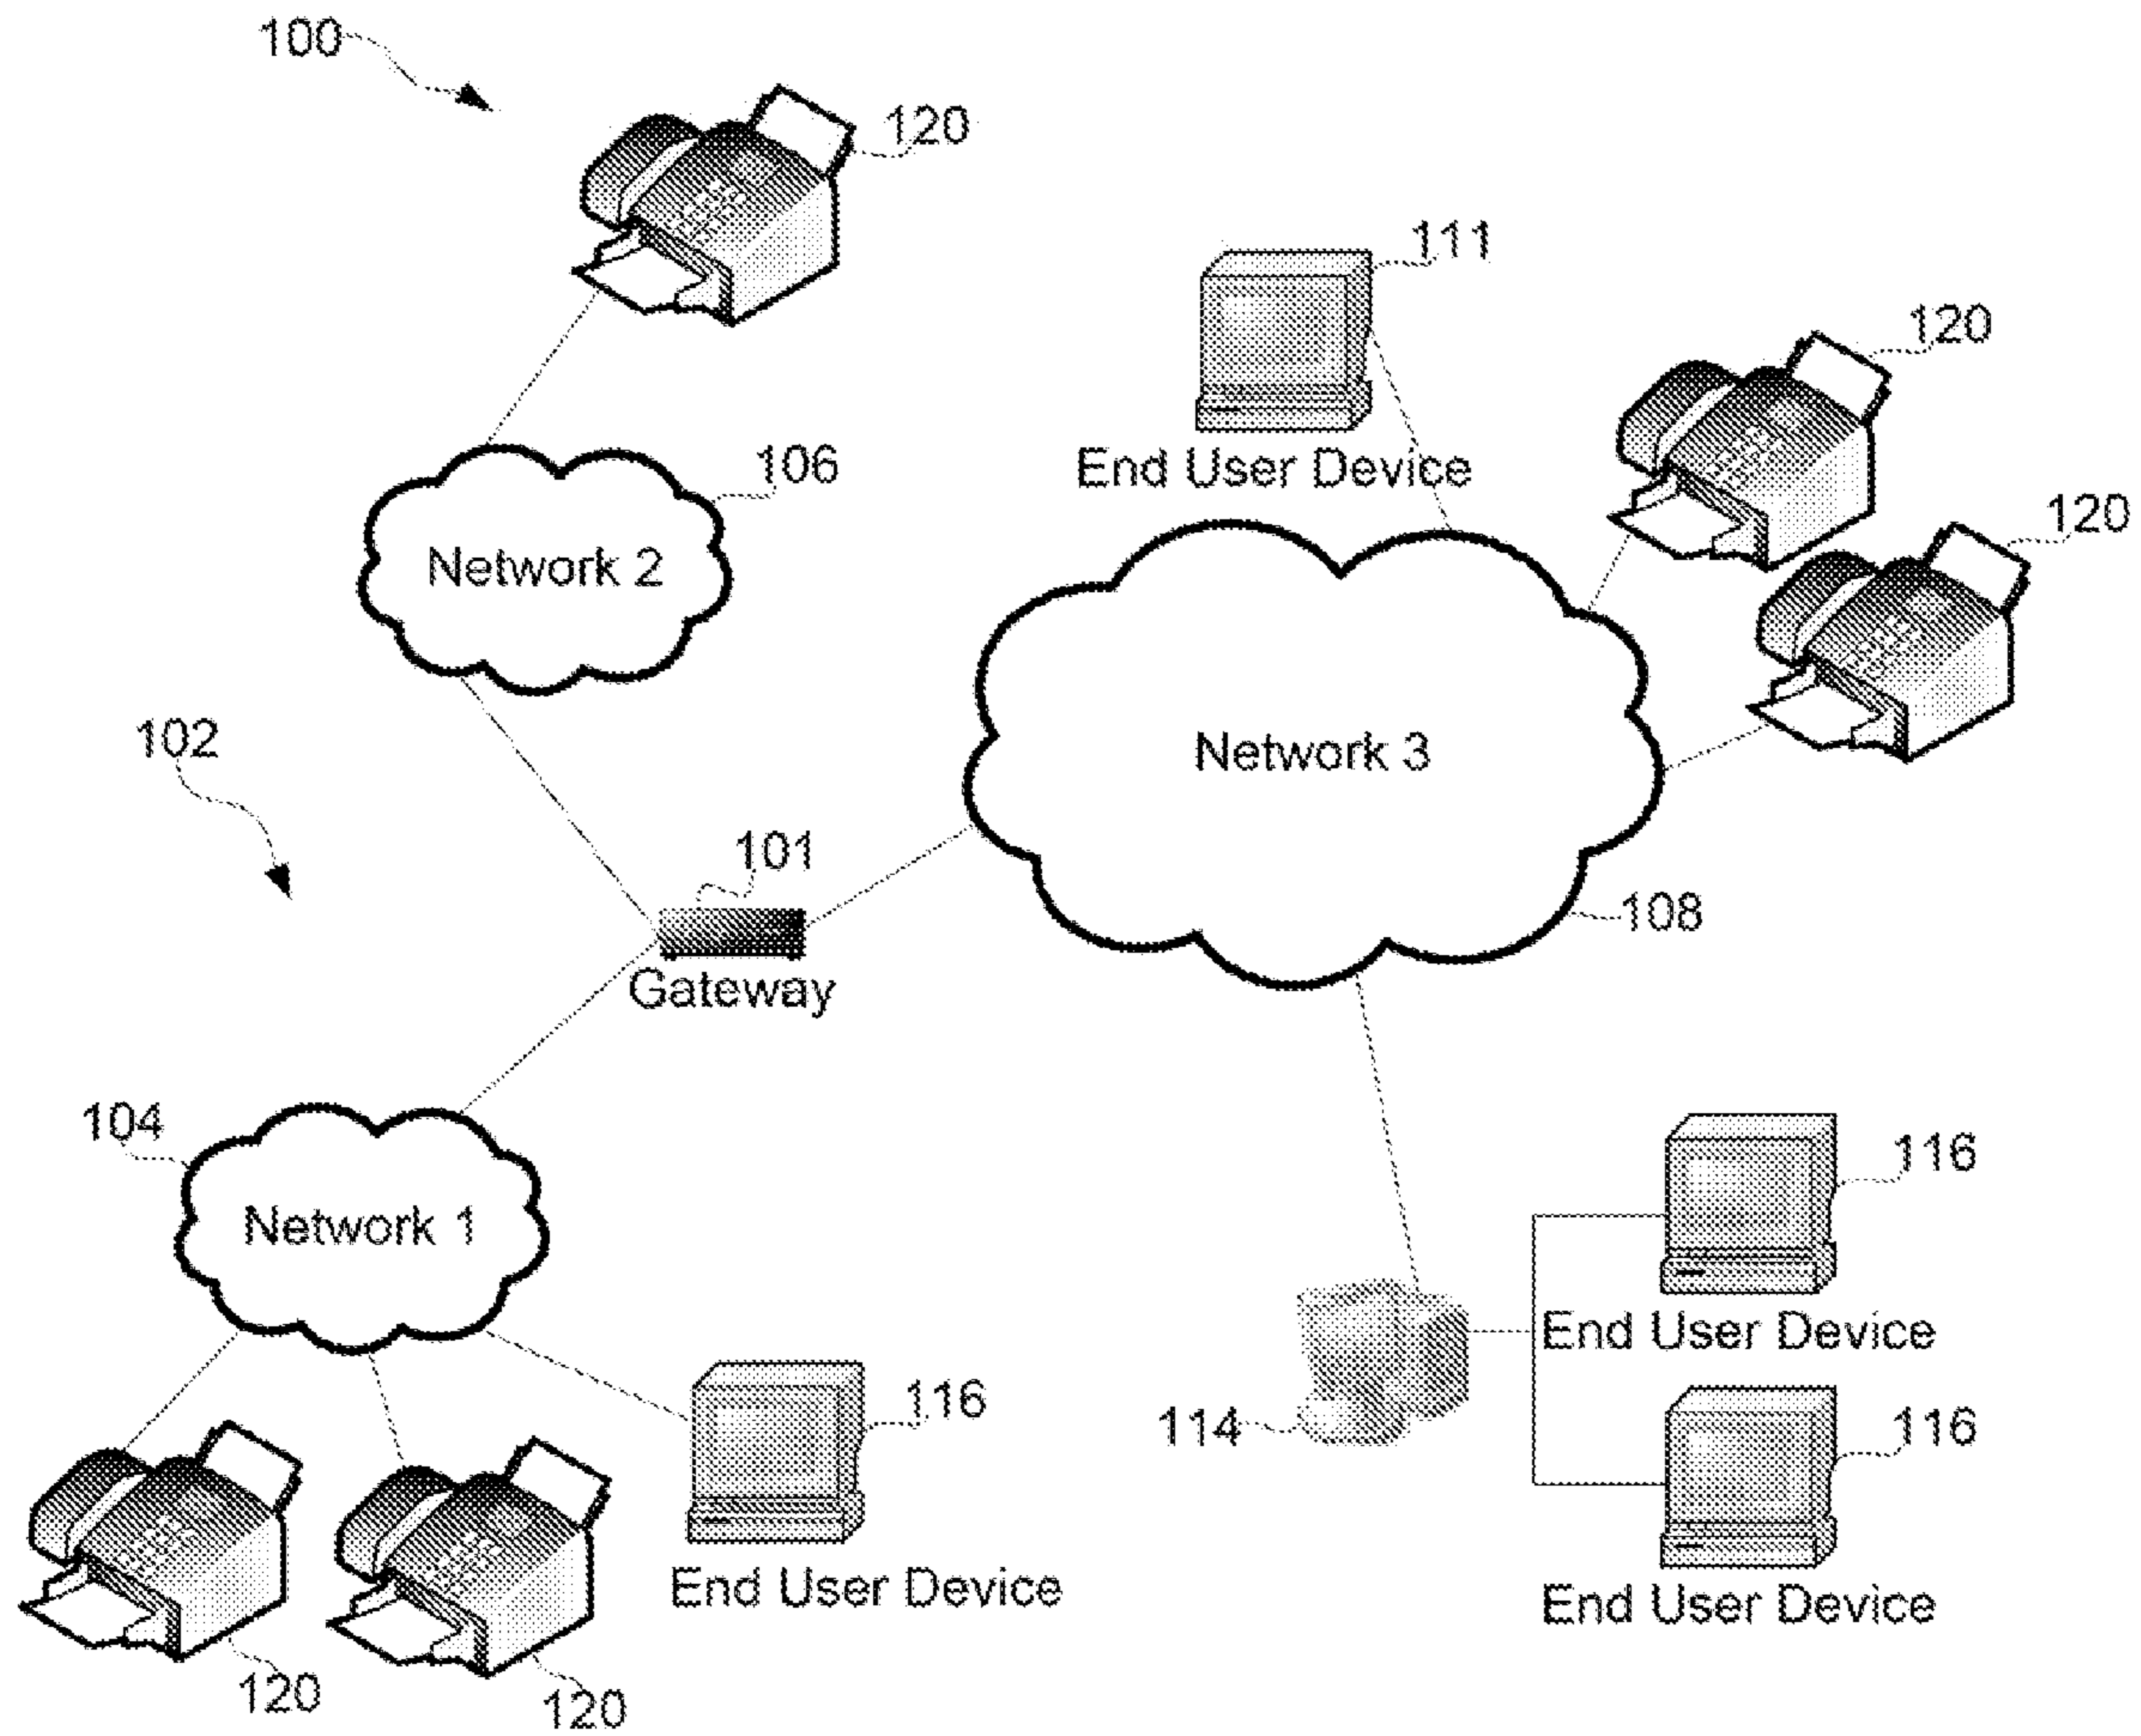 100
120
111
End User Device
120
120
106
Network 2
Network 3
102
101
Gateway
108
104
Network 1
116
End User Device
114
116
End User Device
116
End User Device
120
120